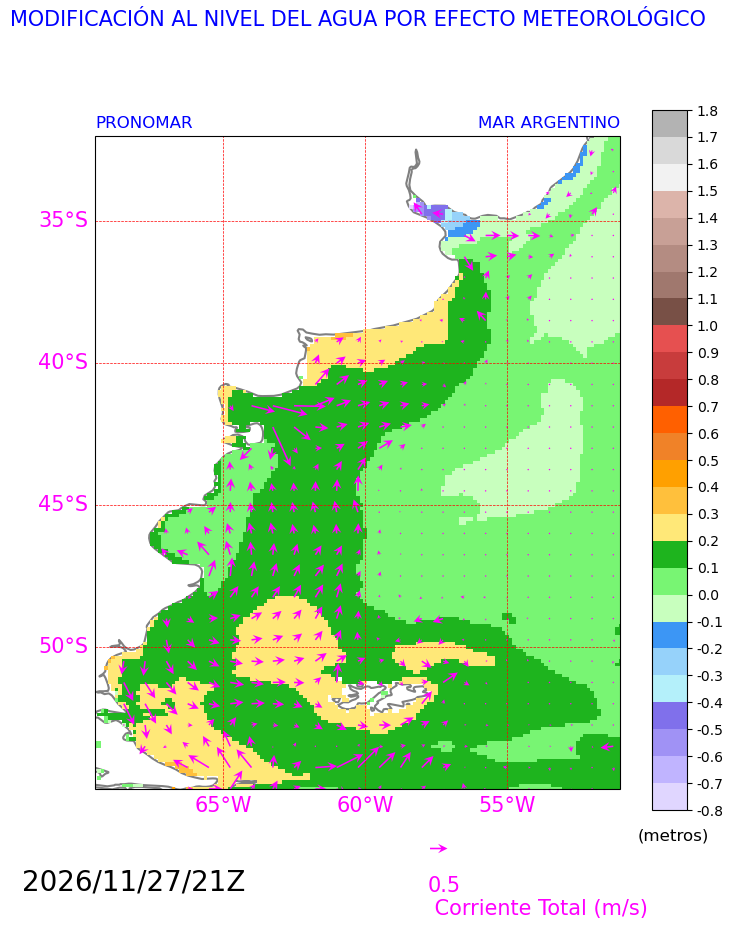 MODIFICACIÓN AL NIVEL DEL AGUA POR EFECTO METEOROLÓGICO
PRONOMAR
MAR ARGENTINO
35°S
40°S
45°S
50°S
65°W
60°W
55°W
1.8
1.7
1.6
1.5
1.4
1.3
1.2
1.1
1.0
0.9
0.8
0.7
0.6
0.5
0.4
0.3
0.2
0.1
0.0
-0.1
-0.2
-0.3
-0.4
-0.5
-0.6
-0.7
-0.8
(metros)
2026/11/27/21Z
0.5
Corriente Total (m/s)